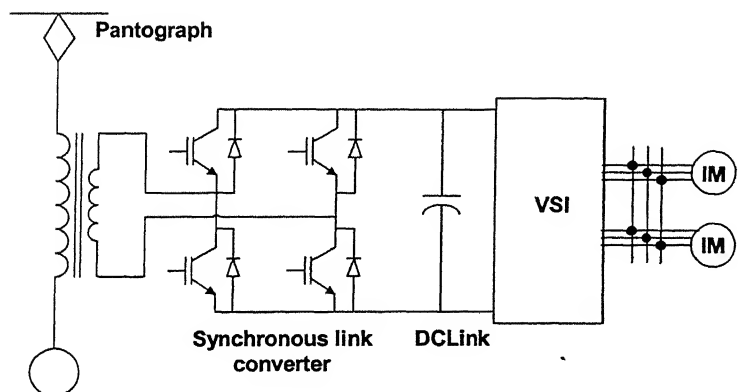 Pantograph
VSI
IM
IM
Synchronous link
converter
DCLink